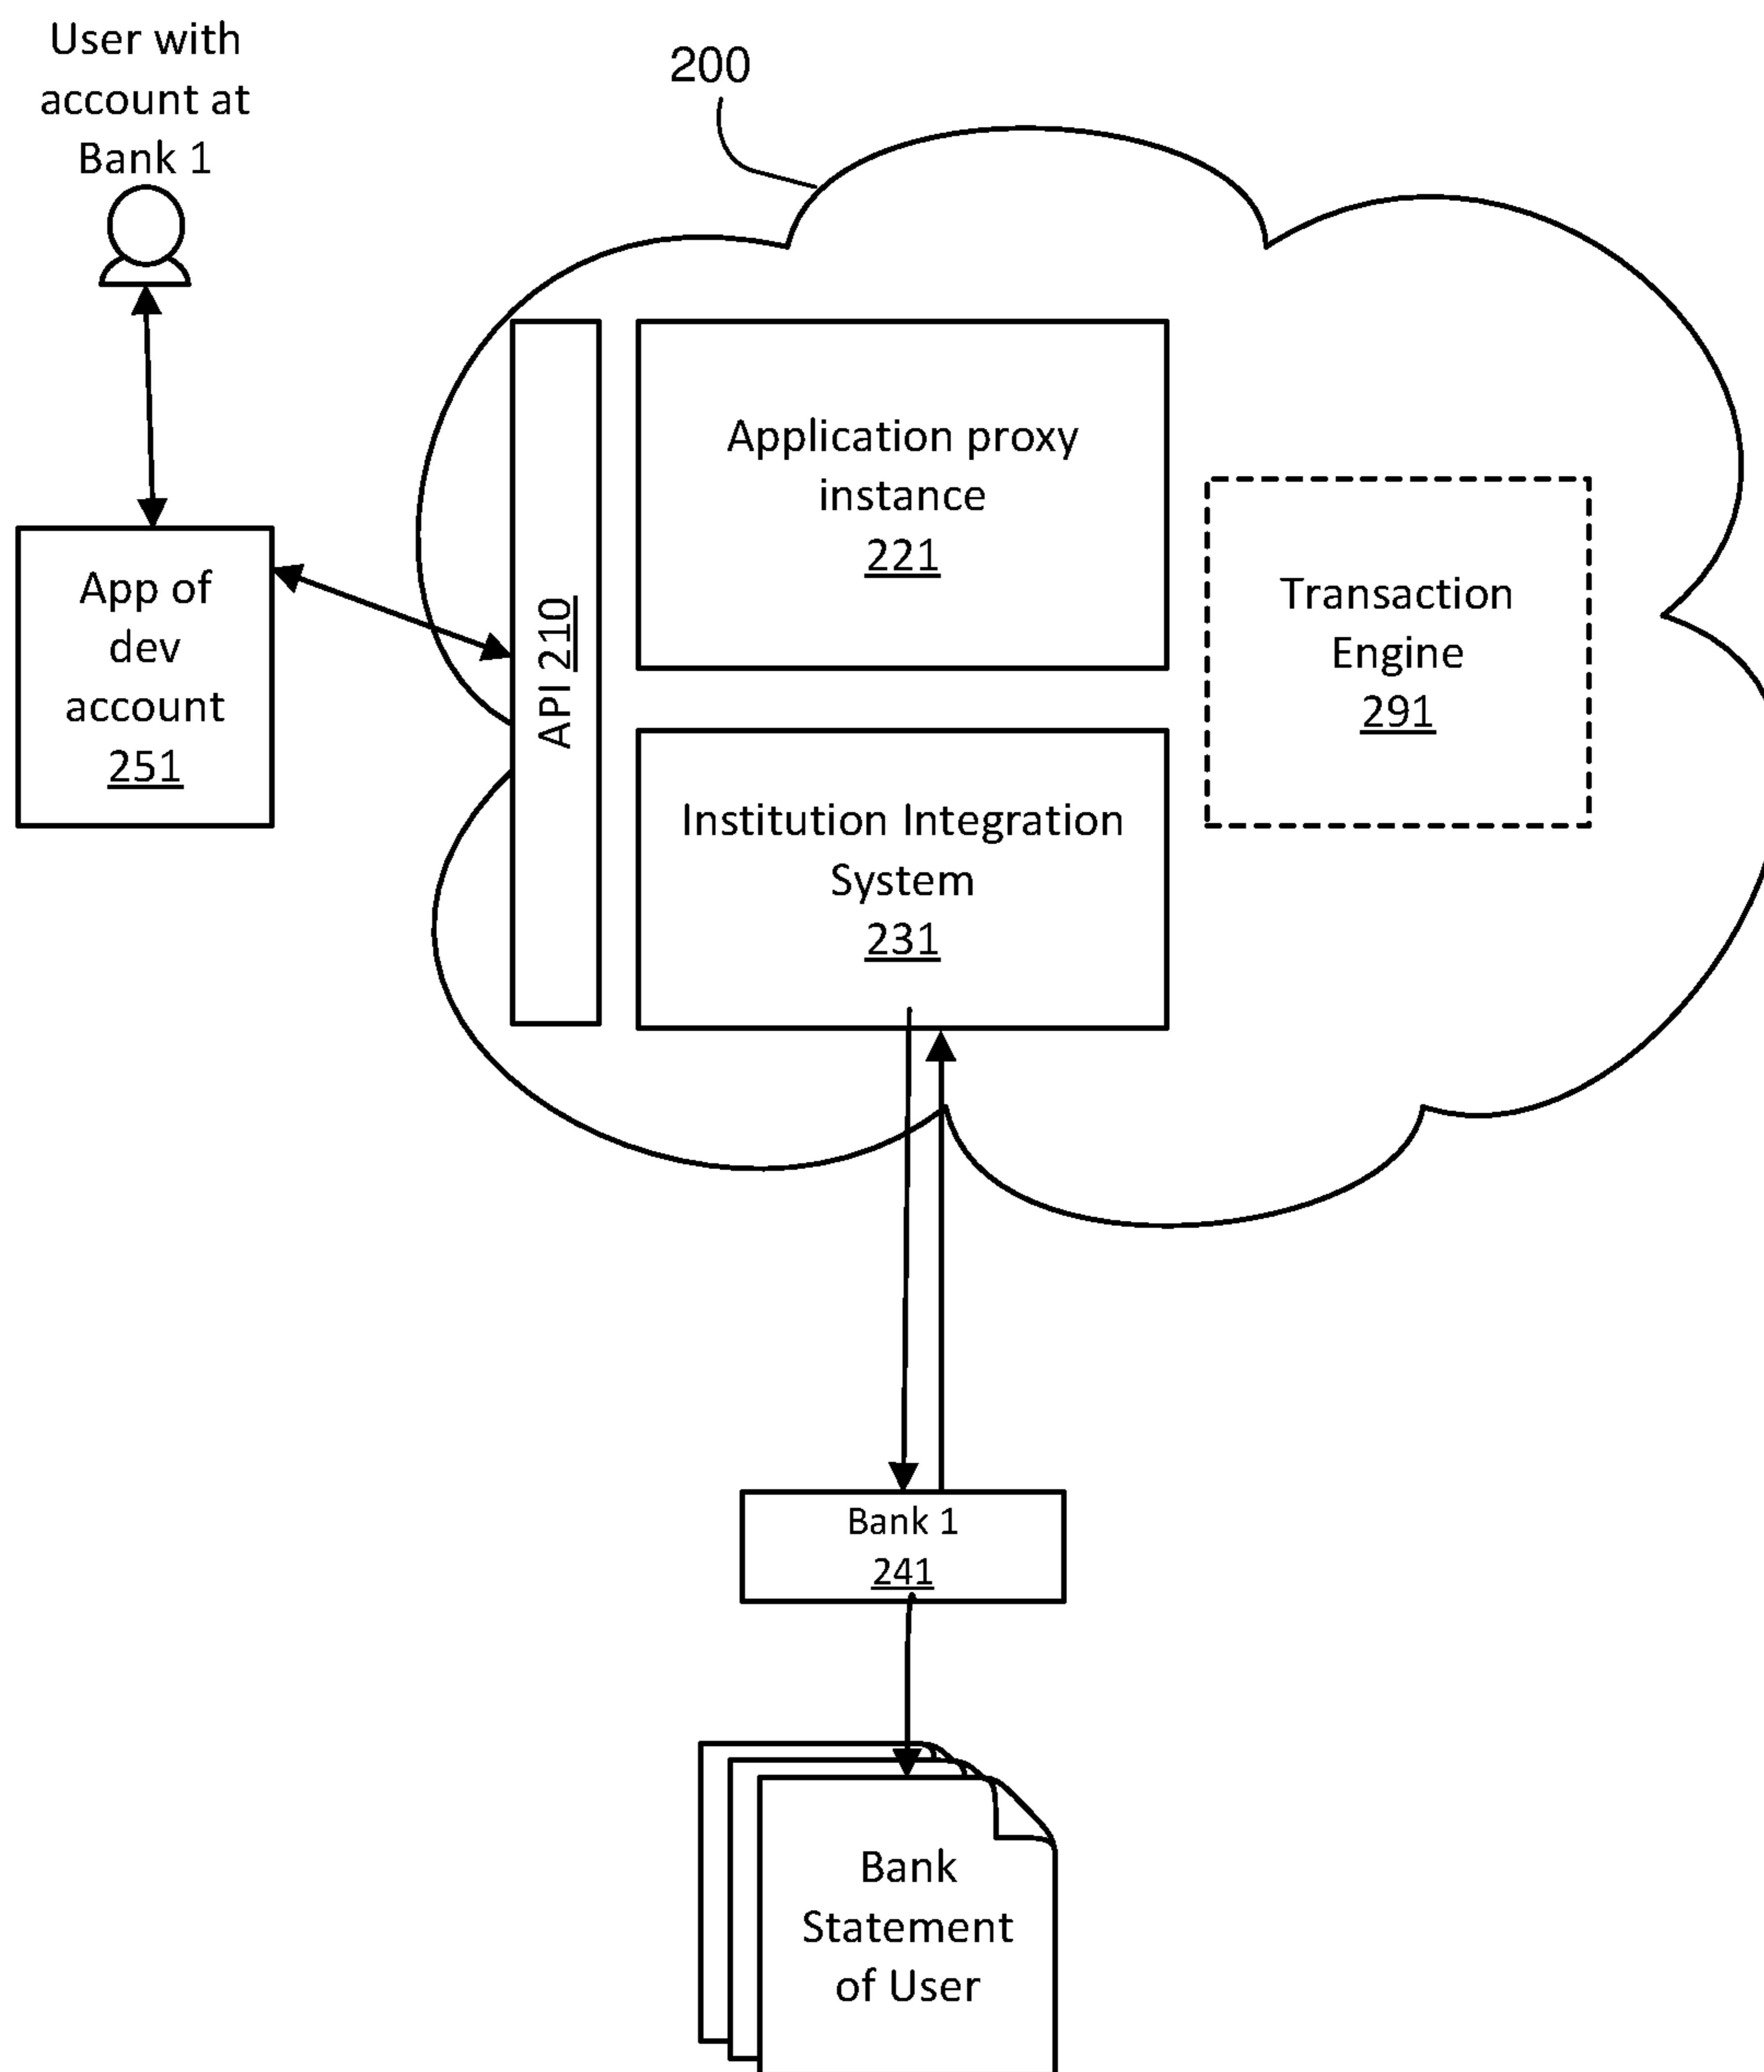 User with
account at
Bank 1
200
App of
dev
account
251
API 210
Application proxy
instance
221
Institution Integration
System
231
Transaction
Engine
291
Bank 1
241
Bank
Statement
of User